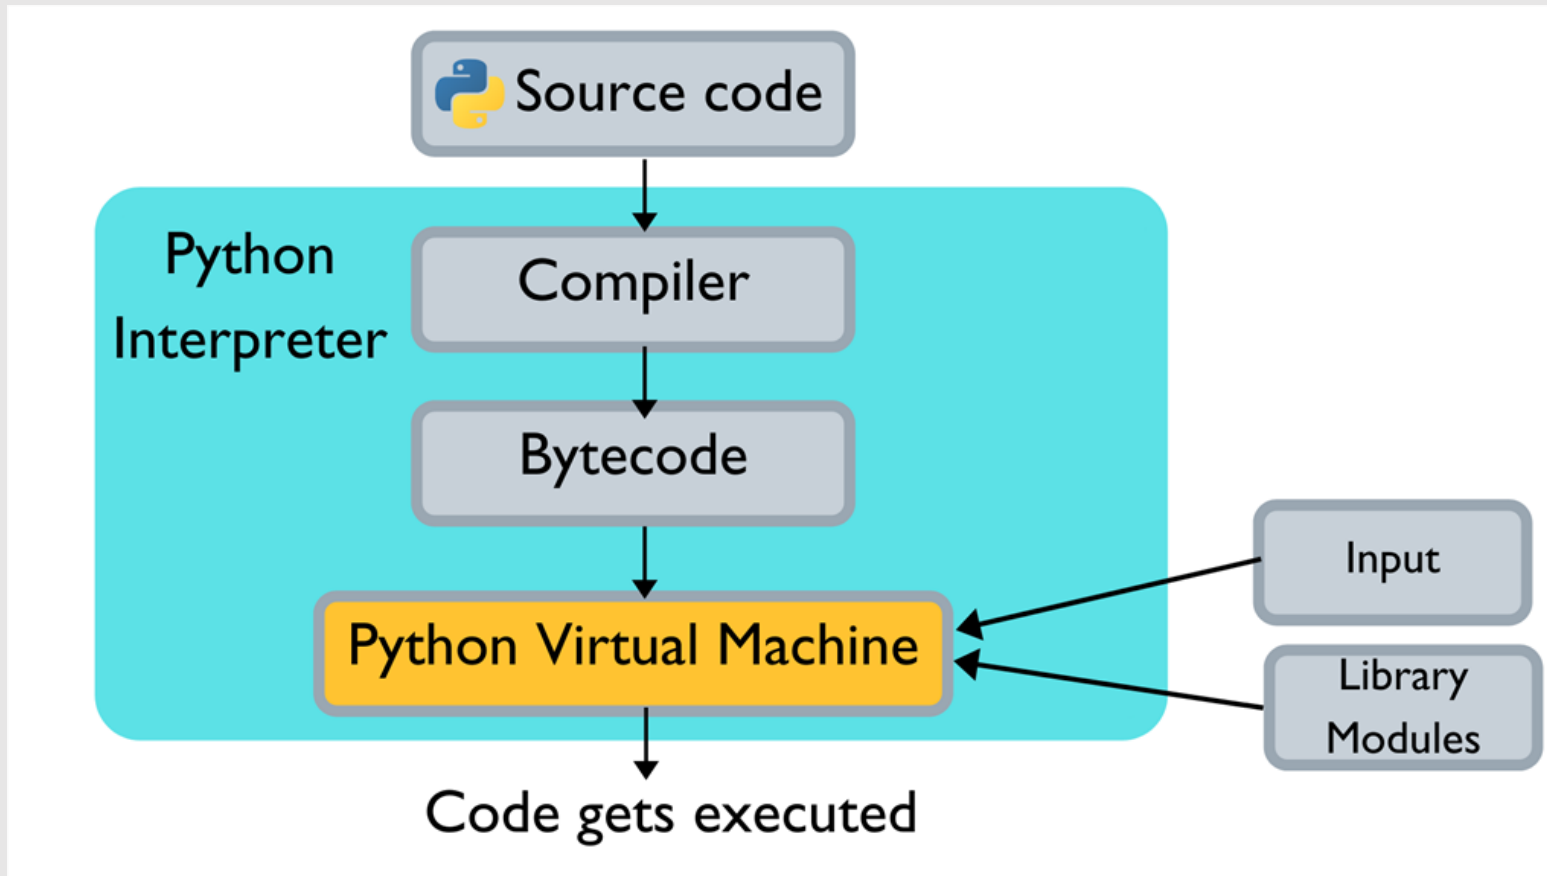 Source code
Python
Interpreter
Compiler
Bytecode
Python Virtual Machine
Input
Library
Modules
Code gets executed